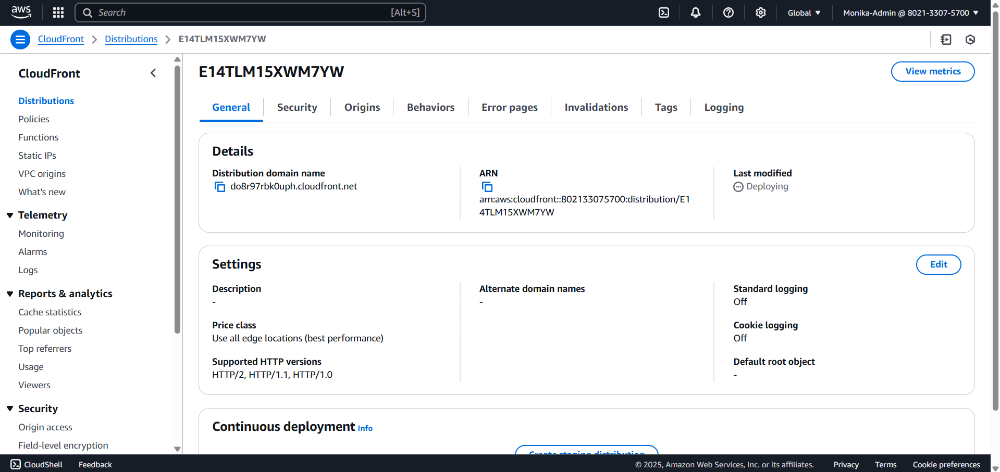 aws
Search
[Alt+S]
Global
Monika-Admin @ 8021-3307-5700
CloudFront
Distributions
E14TLM15XWM7YW
CloudFront
Distributions
Policies
Functions
Static IPs
VPC origins
What's new
Telemetry
Monitoring
Alarms
Logs
Reports & analytics
Cache statistics
Popular objects
Top referrers
Usage
Viewers
Security
Origin access
Field-level encryption
E14TLM15XWM7YW
View metrics
General
Security
Origins
Behaviors
Error pages
Invalidations
Tags
Logging
Details
Distribution domain name
do8r97rbk0uph.cloudfront.net
ARN
arn:aws:cloudfront::802133075700:distribution/E1
4TLM15XWM7YW
Last modified
Deploying
Settings
Edit
Description
-
Price class
Use all edge locations (best performance)
Supported HTTP versions
HTTP/2, HTTP/1.1, HTTP/1.0
Alternate domain names
-
Standard logging
Off
Cookie logging
Off
Default root object
-
Continuous deployment Info
Create staging distribution
CloudShell
Feedback
© 2025, Amazon Web Services, Inc. or its affiliates.
Privacy
Terms
Cookie preferences